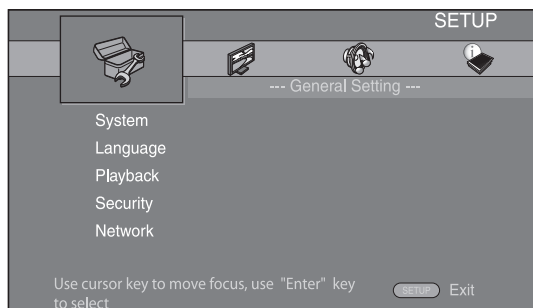 SETUP
--- General Setting ---
System
Language
Playback
Security
Network
Use cursor key to move focus, use "Enter" key
to select
SETUP Exit